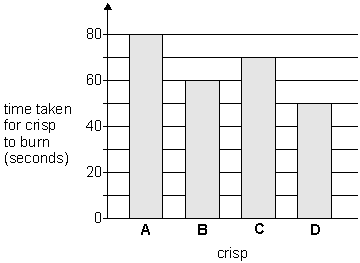 80
60
40
20
0
time taken
for crisp
to burn
(seconds)
A B C D
crisp